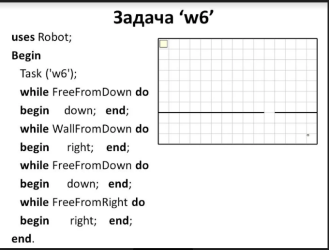 Задача ‘w6’
uses Robot;
Begin
Task ('w6');
while FreeFromDown do
begin down; end;
while WallFromDown do
begin right; end;
while FreeFromDown do
begin down; end;
while FreeFromRight do
begin right; end;
end.